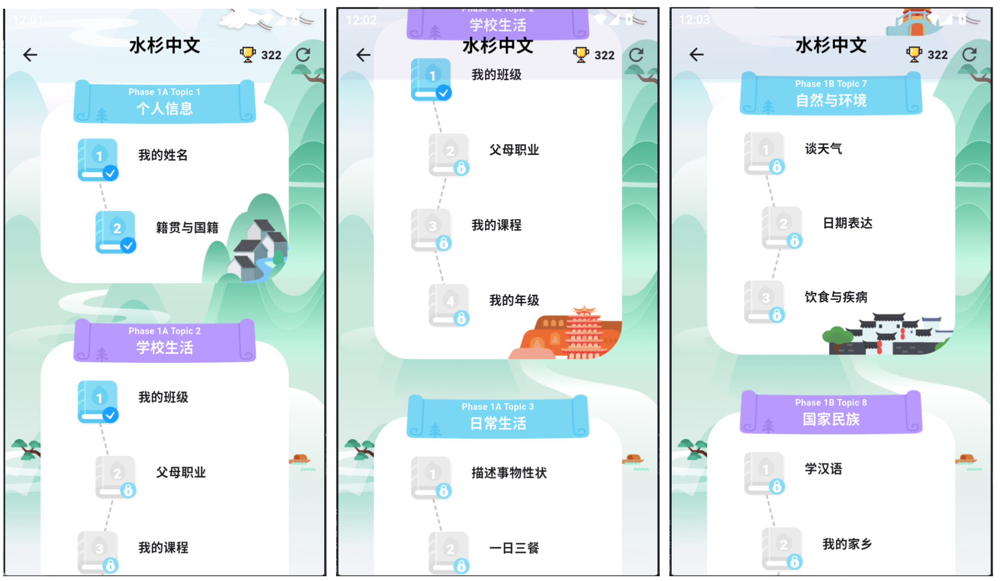 12:01
水杉中文
322
Phase 1A Topic 1
个人信息
1
我的姓名
2
籍贯与国籍
Phase 1A Topic 2
学校生活
1
我的班级
2
父母职业
3
我的课程
12:02
Phase 1A Topic 2
学校生活
水杉中文
322
1
我的班级
2
父母职业
3
我的课程
4
我的年级
Phase 1A Topic 3
日常生活
1
描述事物性状
2
一日三餐
12:03
水杉中文
322
Phase 1B Topic 7
自然与环境
1
谈天气
2
日期表达
3
饮食与疾病
Phase 1B Topic 8
国家民族
1
学汉语
2
我的家乡